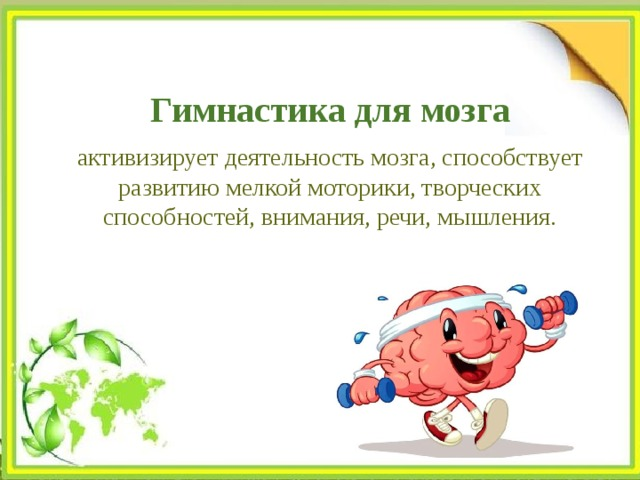 Гимнастика для мозга
активизирует деятельность мозга, способствует
развитию мелкой моторики, творческих
способностей, внимания, речи, мышления.